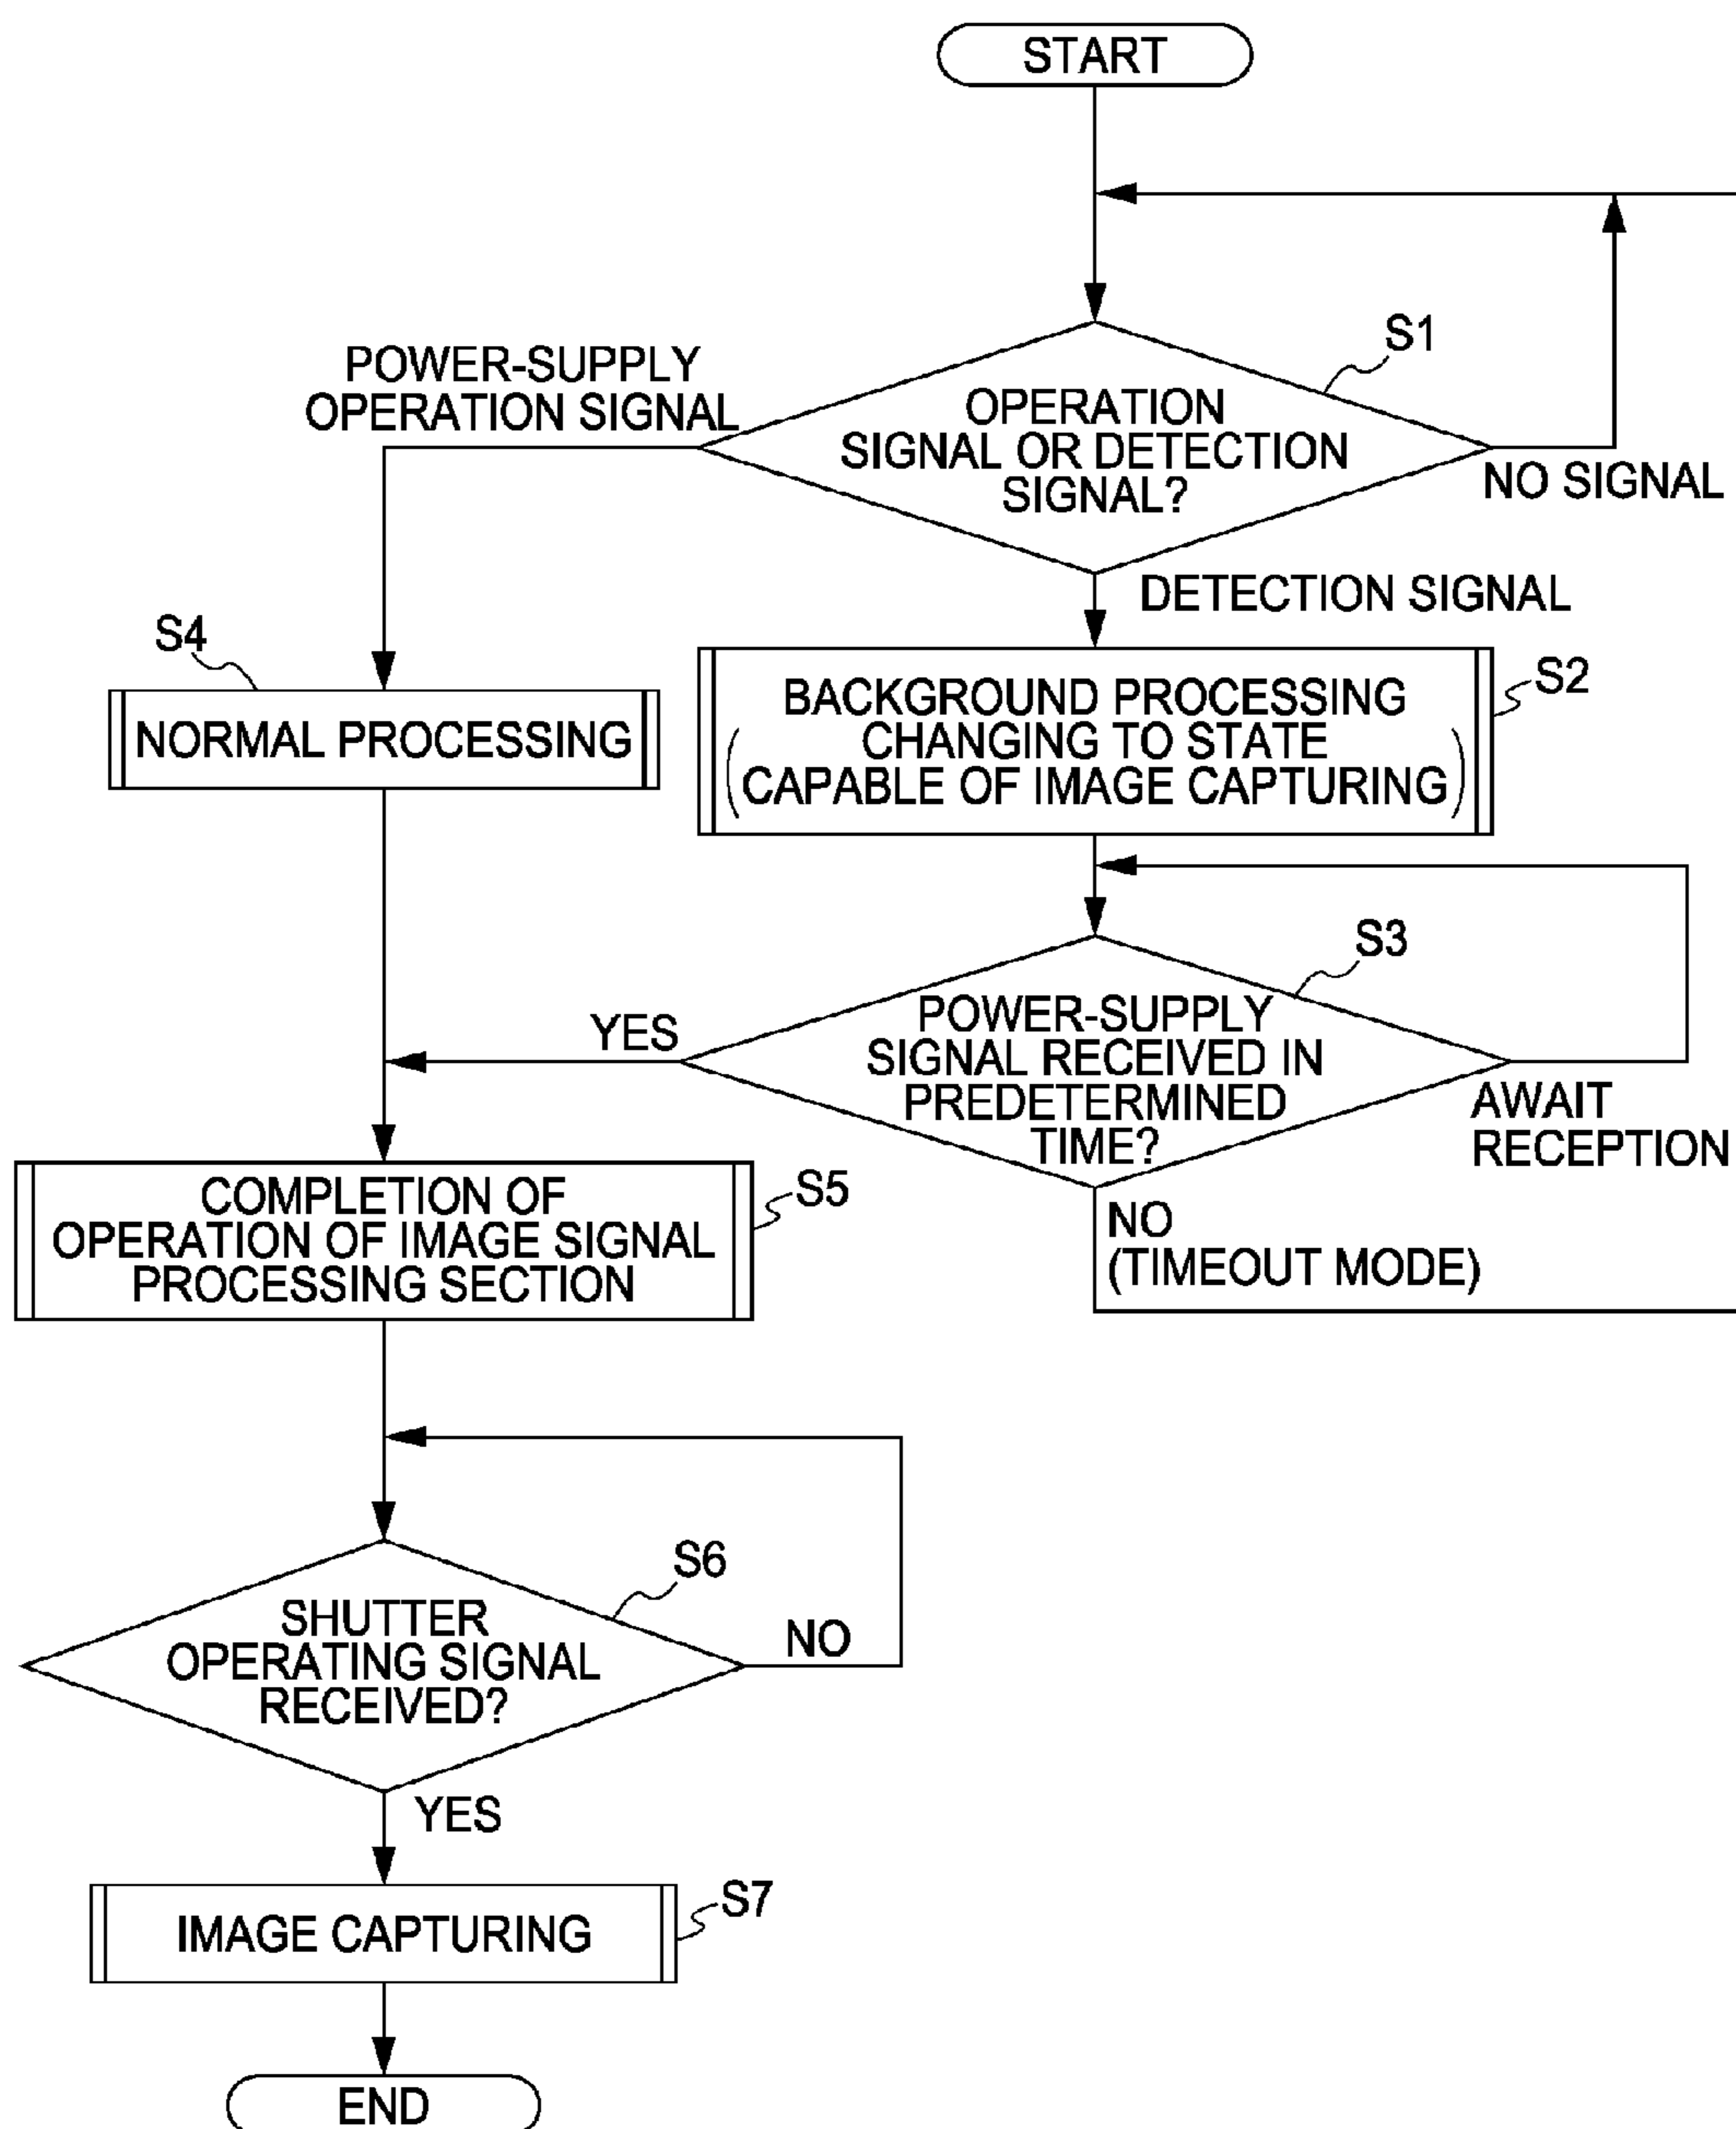 START
S1
POWER-SUPPLY
OPERATION SIGNAL
OPERATION
SIGNAL OR DETECTION
SIGNAL?
NO SIGNAL
DETECTION SIGNAL
S4
NORMAL PROCESSING
S2
BACKGROUND PROCESSING
(CHANGING TO STATE
CAPABLE OF IMAGE CAPTURING)
S3
YES
POWER-SUPPLY
SIGNAL RECEIVED IN
PREDETERMINED
TIME?
AWAIT
RECEPTION
NO
(TIMEOUT MODE)
S5
COMPLETION OF
OPERATION OF IMAGE SIGNAL
PROCESSING SECTION
S6
SHUTTER
OPERATING SIGNAL
RECEIVED?
NO
YES
S7
IMAGE CAPTURING
END